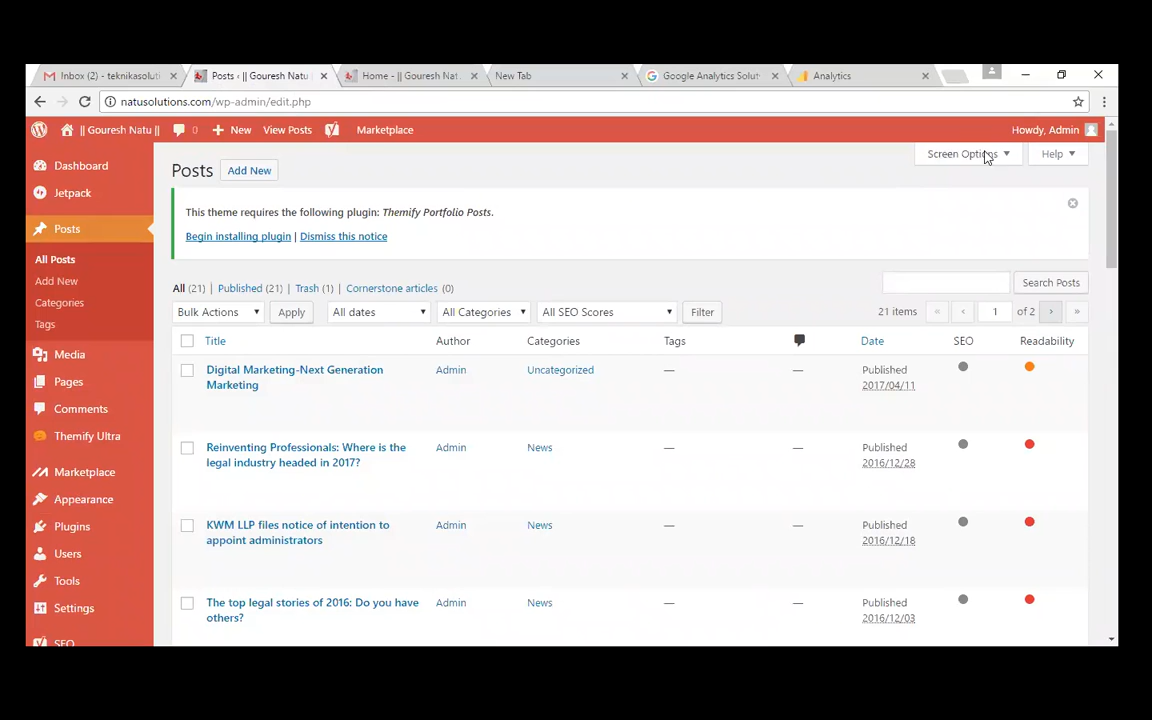 Inbox (2) - teknikasoluti
Posts ‹ || Gouresh Natu
Home - || Gouresh Nat
New Tab
Google Analytics Solut
Analytics
natusolutions.com/wp-admin/edit.php
|| Gouresh Natu ||
0
New
View Posts
Marketplace
Howdy, Admin
Dashboard
Jetpack
Posts
All Posts
Add New
Categories
Tags
Media
Pages
Comments
Themify Ultra
Marketplace
Appearance
Plugins
Users
Tools
Settings
SEO
Screen Options
Help
Posts
Add New
This theme requires the following plugin: Themify Portfolio Posts.
Begin installing plugin | Dismiss this notice
All (21) | Published (21) | Trash (1) | Cornerstone articles (0)
Search Posts
Bulk Actions
Apply
All dates
All Categories
All SEO Scores
Filter
21 items « ‹ 1 of 2 › »
Title Author Categories Tags Date SEO Readability
Digital Marketing-Next Generation
Marketing
Admin
Uncategorized
—
—
Published
2017/04/11
Reinventing Professionals: Where is the
legal industry headed in 2017?
Admin
News
—
—
Published
2016/12/28
KWM LLP files notice of intention to
appoint administrators
Admin
News
—
—
Published
2016/12/18
The top legal stories of 2016: Do you have
others?
Admin
News
—
—
Published
2016/12/03